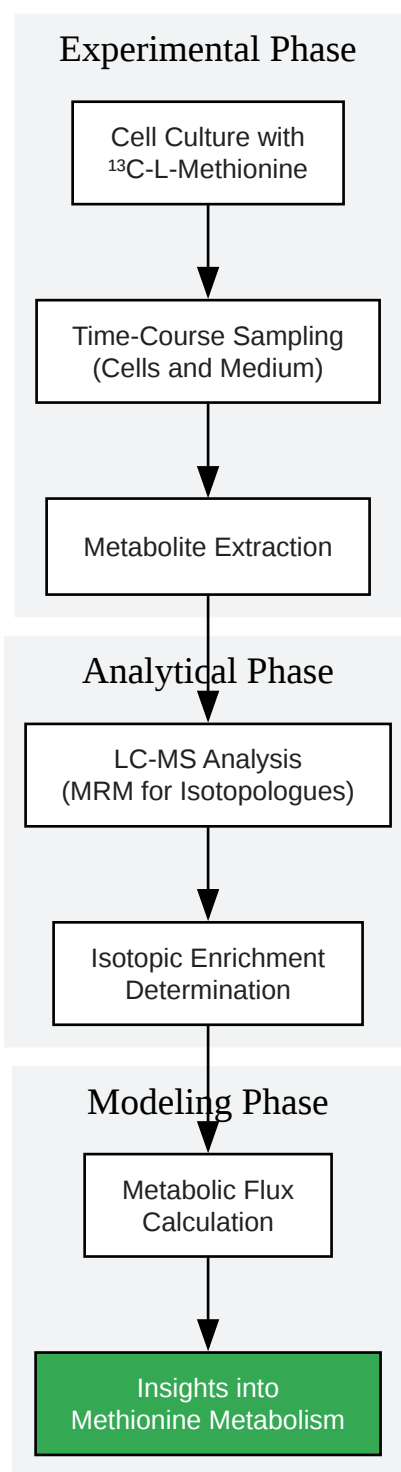 Experimental Phase
Cell Culture with
¹³C-L-Methionine
Time-Course Sampling
(Cells and Medium)
Metabolite Extraction
Analytical Phase
LC-MS Analysis
(MRM for Isotopologues)
Isotopic Enrichment
Determination
Modeling Phase
Metabolic Flux
Calculation
Insights into
Methionine Metabolism